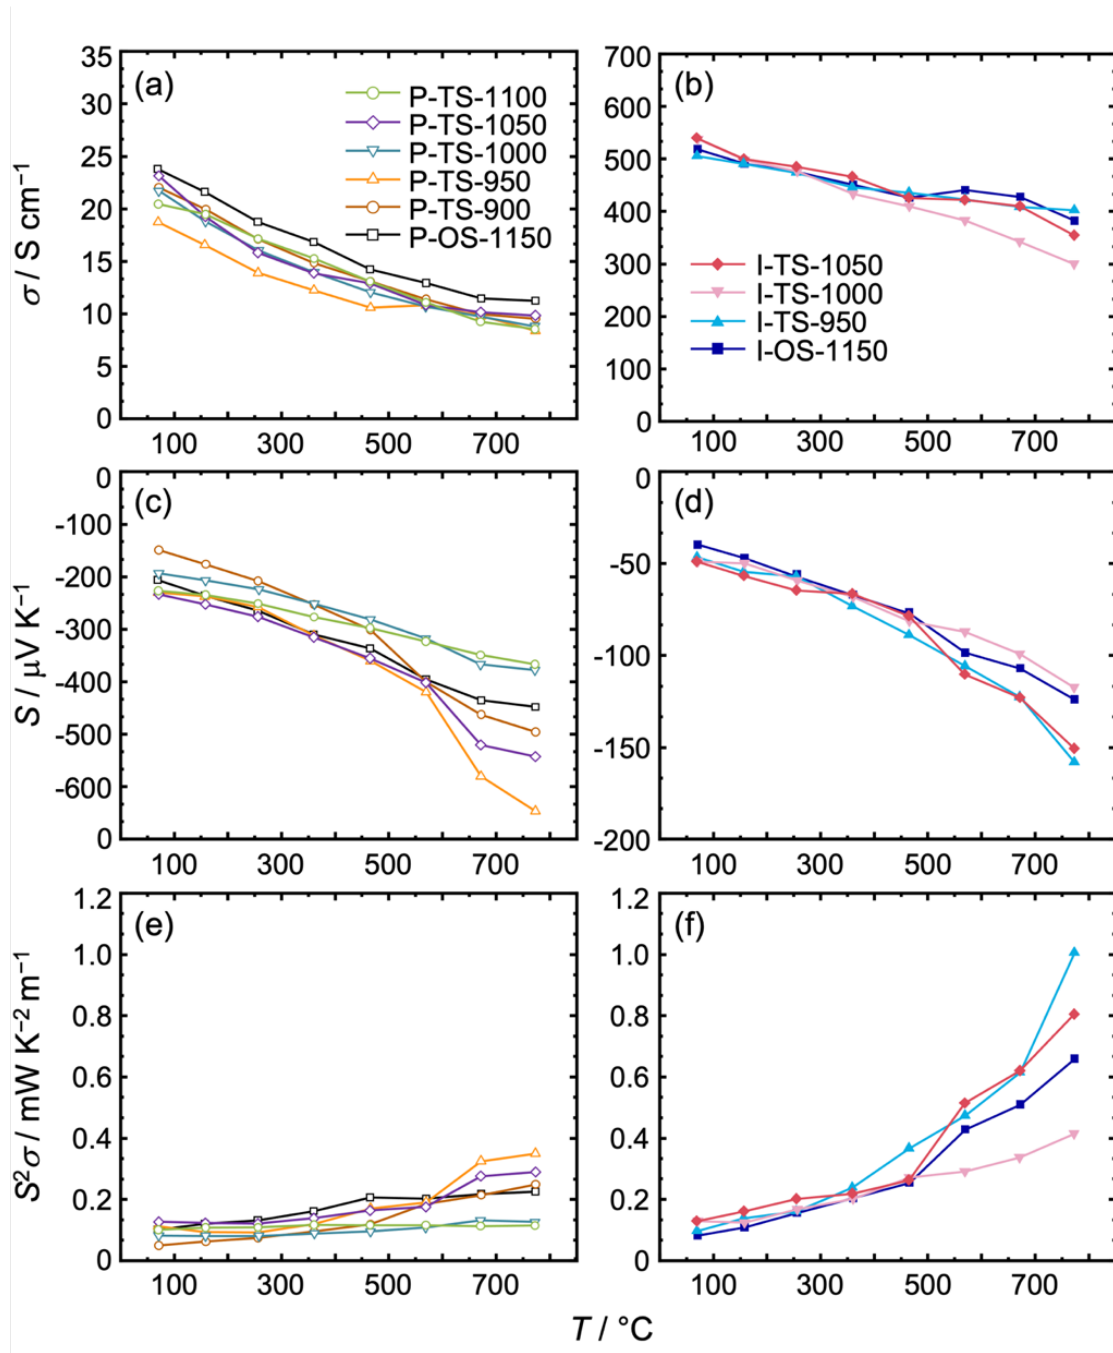 (a)
σ / S cm⁻¹
35
30
25
20
15
10
5
0
P-TS-1100
P-TS-1050
P-TS-1000
P-TS-950
P-TS-900
P-OS-1150
100 300 500 700
(b)
700
600
500
400
300
200
100
0
I-TS-1050
I-TS-1000
I-TS-950
I-OS-1150
100 300 500 700
(c)
S / μV K⁻¹
0
-100
-200
-300
-400
-500
-600
0
100 300 500 700
(d)
0
-50
-100
-150
-200
100 300 500 700
(e)
S²σ / mW K⁻² m⁻¹
1.2
1.0
0.8
0.6
0.4
0.2
0
100 300 500 700
(f)
1.2
1.0
0.8
0.6
0.4
0.2
0
100 300 500 700
T / °C